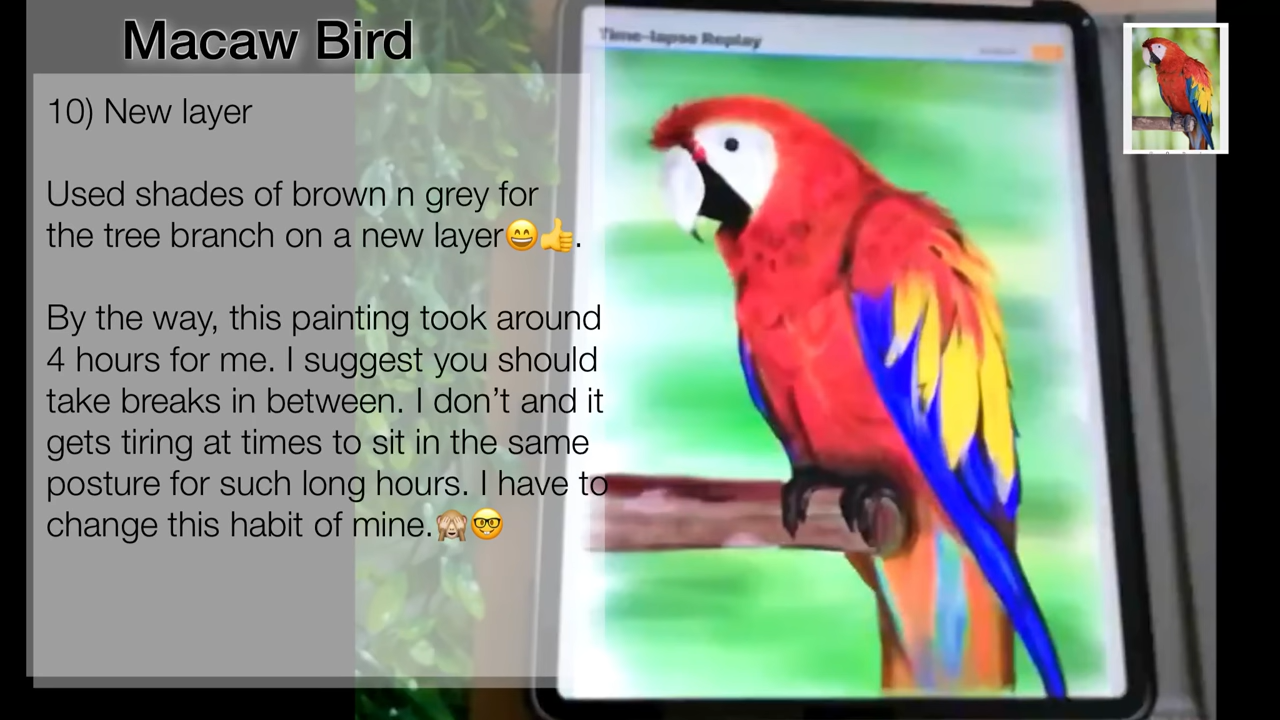 Macaw Bird
10) New layer
Used shades of brown n grey for
the tree branch on a new layer😄👍.
By the way, this painting took around
4 hours for me. I suggest you should
take breaks in between. I don’t and it
gets tiring at times to sit in the same
posture for such long hours. I have to
change this habit of mine.🙈🤓
Time-lapse Replay